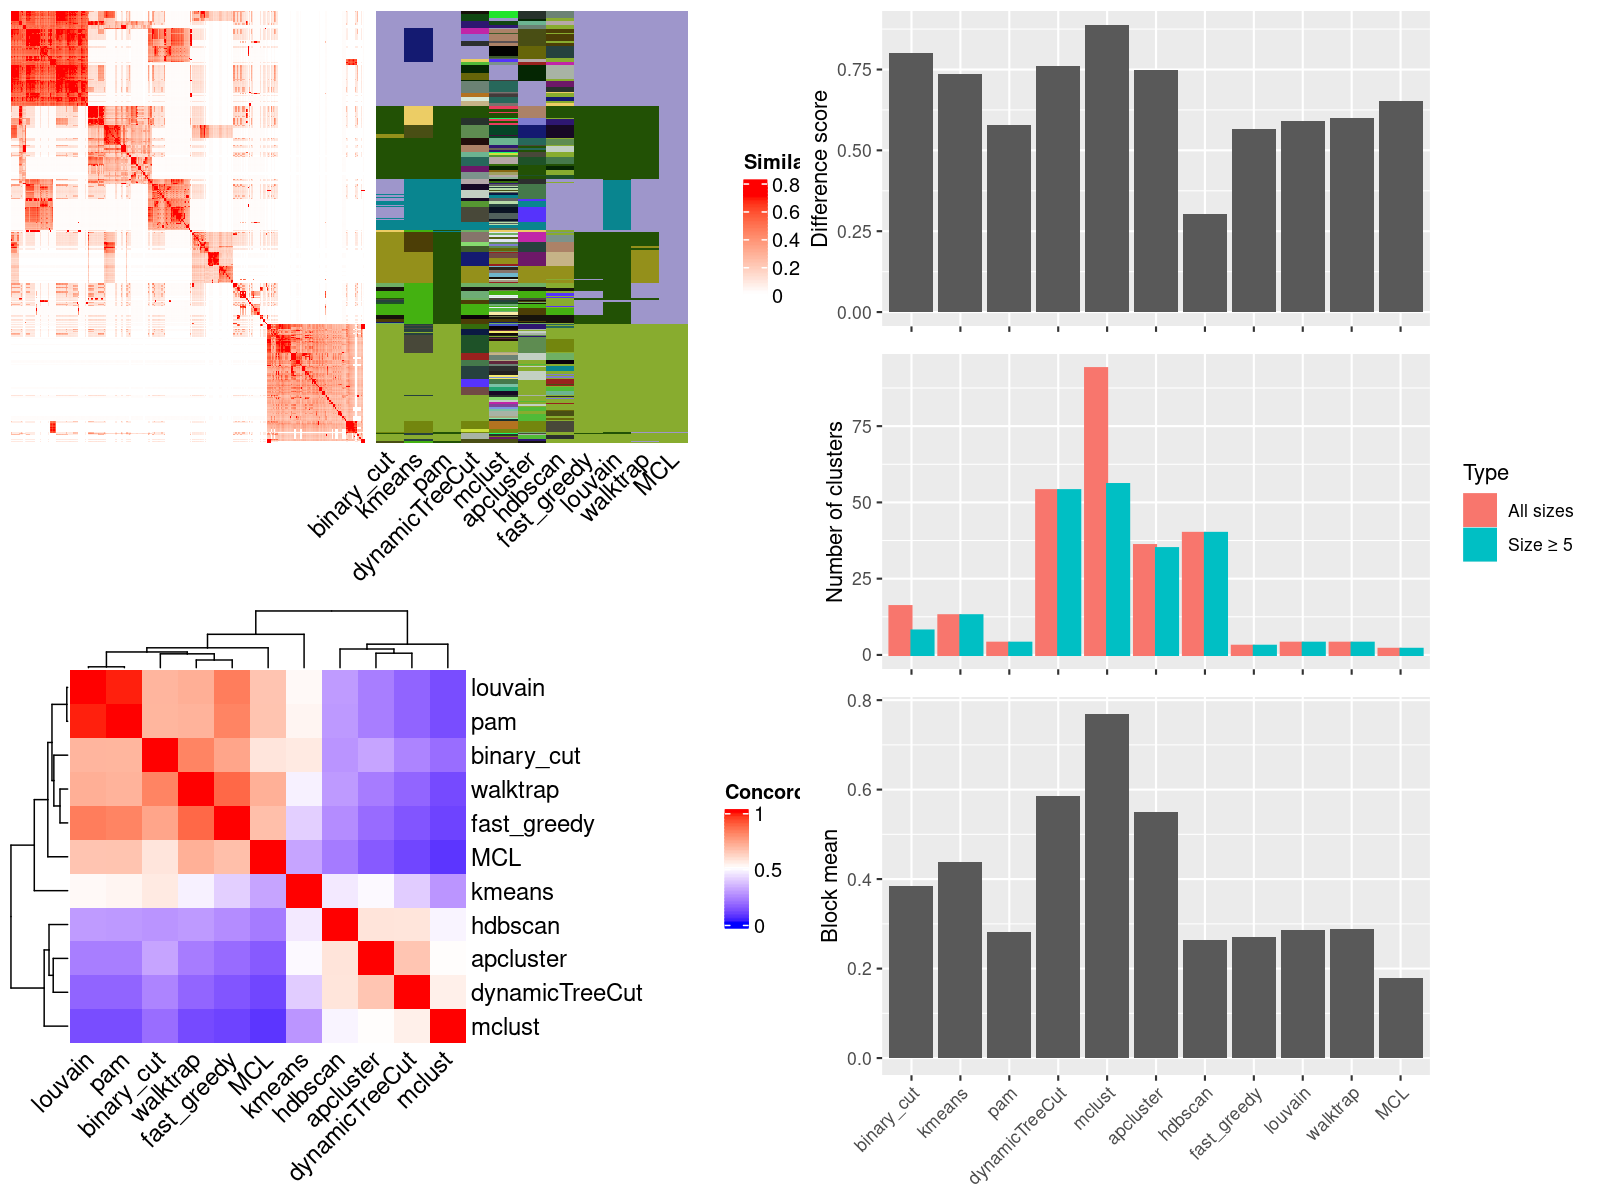 Simila
0.8
0.6
0.4
0.2
0
binary_cut
kmeans
pam
dynamicTreeCut
mclust
apcluster
hdbscan
fast_greedy
louvain
walktrap
MCL
louvain
pam
binary_cut
walktrap
fast_greedy
MCL
kmeans
hdbscan
apcluster
dynamicTreeCut
mclust
louvain
pam
binary_cut
walktrap
fast_greedy
MCL
kmeans
hdbscan
apcluster
dynamicTreeCut
mclust
Concord
1
0.5
0
Difference score
0.75
0.50
0.25
0.00
Number of clusters
75
50
25
0
Type
All sizes
Size ≥ 5
Block mean
0.8
0.6
0.4
0.2
0.0
binary_cut
kmeans
pam
dynamicTreeCut
mclust
apcluster
hdbscan
fast_greedy
louvain
walktrap
MCL